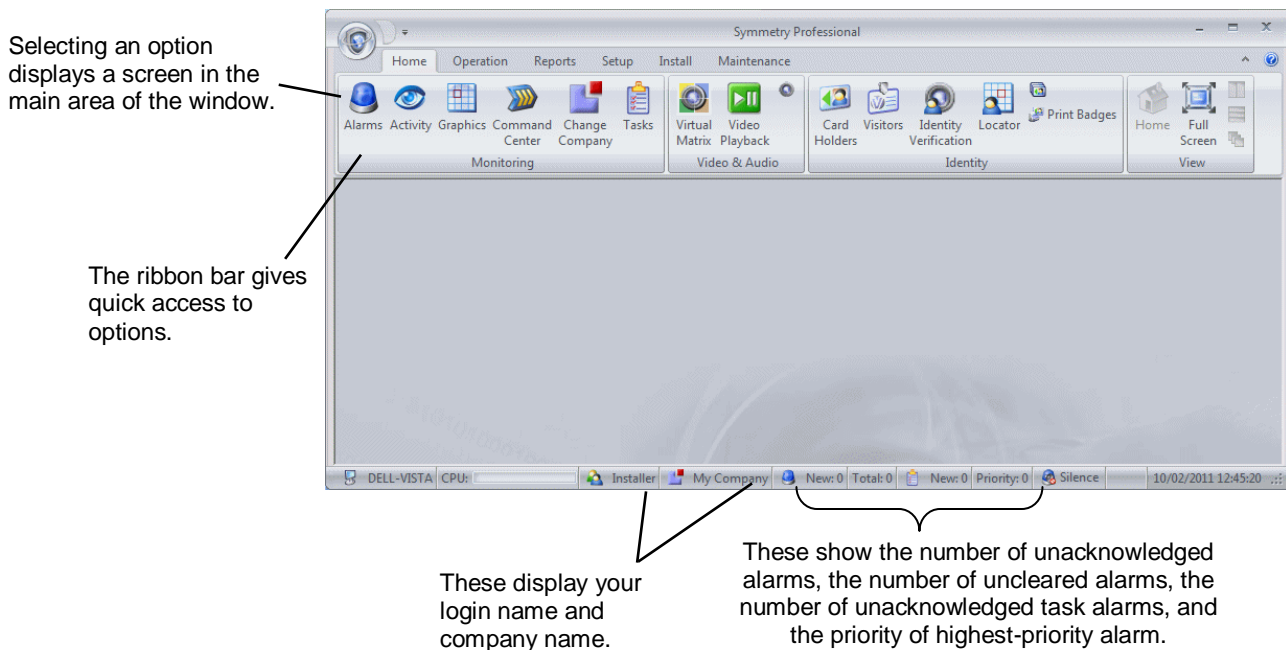 Symmetry Professional
Selecting an option
displays a screen in the
main area of the window.
Home Operation Reports Setup Install Maintenance
Alarms Activity Graphics Command Center Change Company Tasks
Monitoring
Virtual Matrix Video Playback
Video & Audio
Card Holders Visitors Identity Verification Locator Print Badges
Identity
Home Full Screen
View
The ribbon bar gives
quick access to
options.
DELL-VISTA CPU: Installer My Company New: 0 Total: 0 New: 0 Priority: 0 Silence 10/02/2011 12:45:20
These display your
login name and
company name.
These show the number of unacknowledged
alarms, the number of uncleared alarms, the
number of unacknowledged task alarms, and
the priority of highest-priority alarm.